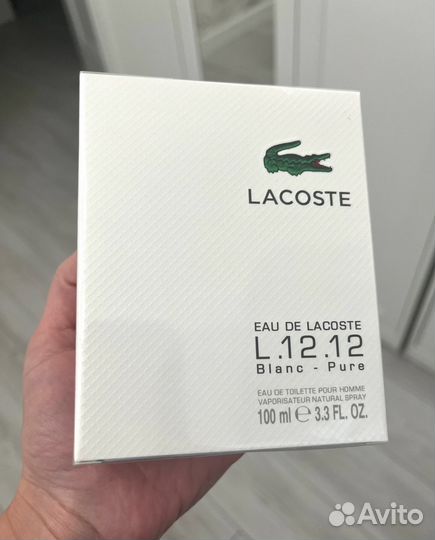 LACOSTE
EAU DE LACOSTE
L.12.12
Blanc - Pure
EAU DE TOILETTE POUR HOMME
VAPORISATEUR NATURAL SPRAY
100 ml ℮ 3.3 FL. OZ.
Avito